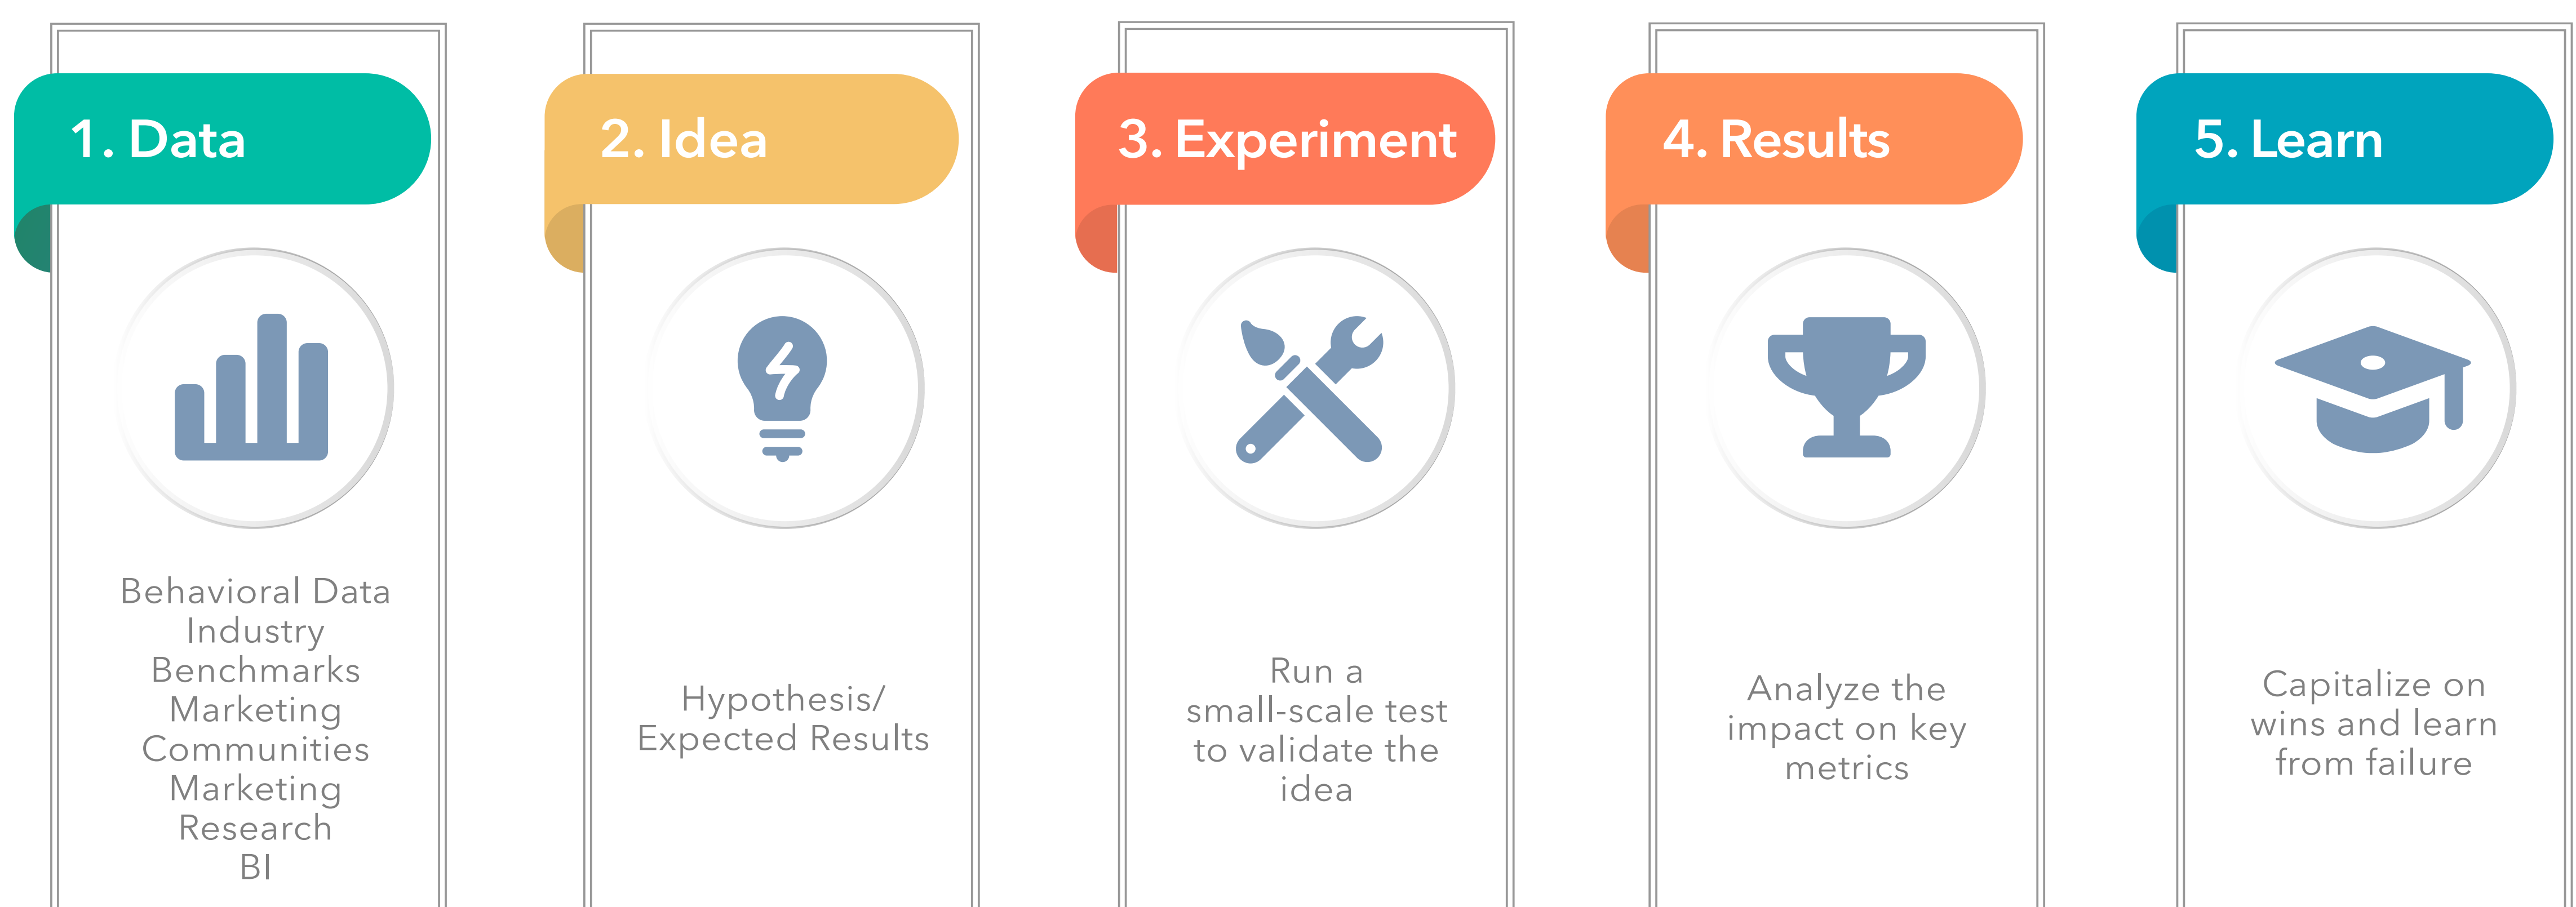 1. Data
Behavioral Data
Industry
Benchmarks
Marketing
Communities
Marketing
Research
BI
2. Idea
Hypothesis/
Expected Results
3. Experiment
Run a
small-scale test
to validate the
idea
4. Results
Analyze the
impact on key
metrics
5. Learn
Capitalize on
wins and learn
from failure